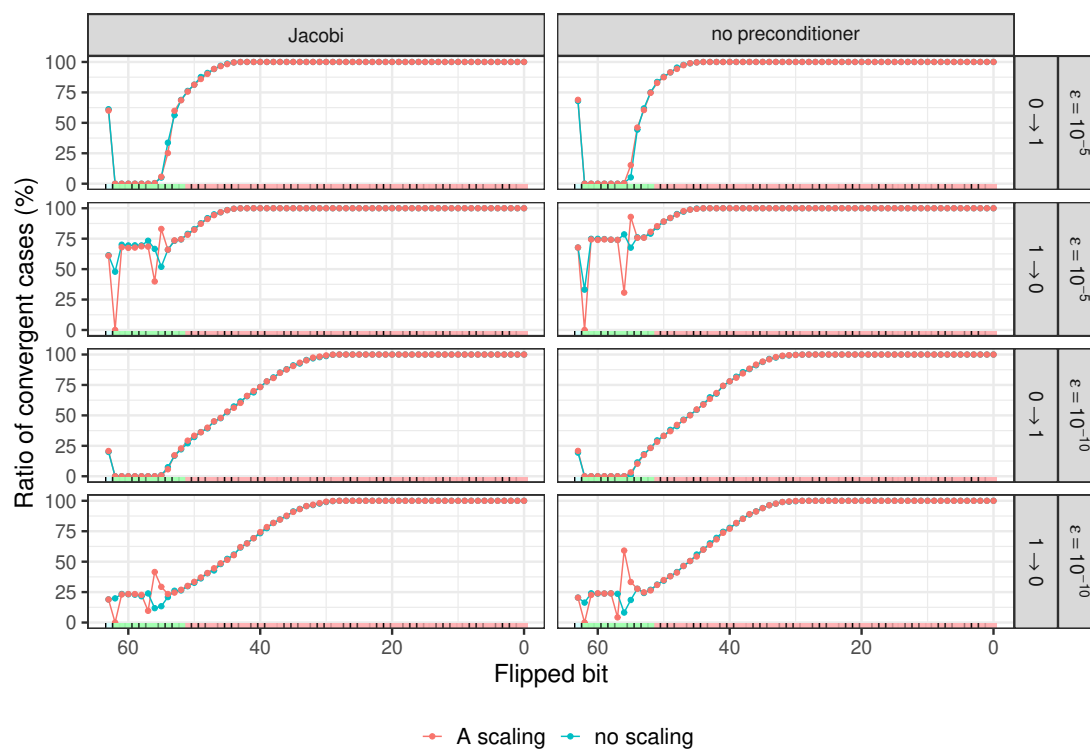 Jacobi
no preconditioner
Ratio of convergent cases (%)
100
75
50
25
0
0 → 1
ε = 10⁻⁵
100
75
50
25
0
1 → 0
ε = 10⁻⁵
100
75
50
25
0
0 → 1
ε = 10⁻¹⁰
100
75
50
25
0
1 → 0
ε = 10⁻¹⁰
60 40 20 0 60 40 20 0
Flipped bit
A scaling no scaling